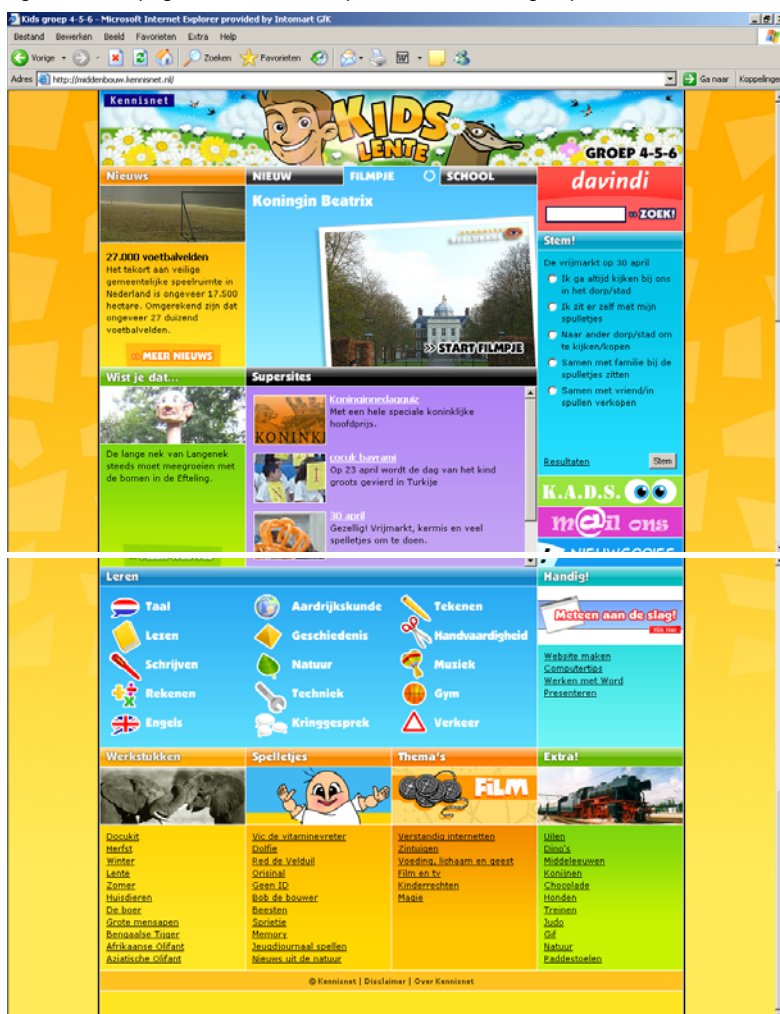 Kids groep 4-5-6 - Microsoft Internet Explorer provided by Intomart GfK
Bestand Bewerken Beeld Favorieten Extra Help
Vorige Zoeken Favorieten
Adres http://middenbouw.kennisnet.nl/ Ga naar Koppelingen
Kennisnet
KIDS
LENTE
GROEP 4-5-6
Nieuws
27.000 voetbalvelden
Het tekort aan veilige
gemeentelijke speelruimte in
Nederland is ongeveer 17.500
hectare. Omgerekend zijn dat
ongeveer 27 duizend
voetbalvelden.
» MEER NIEUWS
NIEUW FILMPJE SCHOOL
Koningin Beatrix
» START FILMPJE
davindi
» ZOEK!
Stem!
De vrijmarkt op 30 april
Ik ga altijd kijken bij ons
in het dorp/stad
Ik zit er zelf met mijn
spulletjes
Naar ander dorp/stad om
te kijken/kopen
Samen met familie bij de
spulletjes zitten
Samen met vriend/in
spullen verkopen
Resultaten Stem
Wist je dat...
De lange nek van Langenek
steeds moet meegroeien met
de bomen in de Efteling.
Supersites
KONINK
Koninginnedagquiz
Met een hele speciale koninklijke
hoofdprijs.
cocuk bayrami
Op 23 april wordt de dag van het kind
groots gevierd in Turkije
30 april
Gezellig! Vrijmarkt, kermis en veel
spelletjes om te doen.
K.A.D.S.
m@il ons
Leren
Taal Aardrijkskunde Tekenen
Lezen Geschiedenis Handvaardigheid
Schrijven Natuur Muziek
Rekenen Techniek Gym
Engels Kringgesprek Verkeer
Handig!
Meteen aan de slag!
Website maken
Computertips
Werken met Word
Presenteren
Werkstukken
Docukit
Herfst
Winter
Lente
Zomer
Huisdieren
De boer
Grote mensapen
Bengaalse Tijger
Afrikaanse Olifant
Aziatische Olifant
Spelletjes
Vic de vitaminevreter
Dolfie
Red de Velduil
Orisinal
Geen ID
Bob de bouwer
Beesten
Sprietie
Memory
Jeugdjournaal spellen
Nieuws uit de natuur
Thema's
FiLM
Verstandig internetten
Zintuigen
Voeding, lichaam en geest
Film en tv
Kinderrechten
Magie
Extra!
Uilen
Dino's
Middeleeuwen
Konijnen
Chocolade
Honden
Treinen
Judo
Gif
Natuur
Paddestoelen
@ Kennisnet | Disclaimer | Over Kennisnet